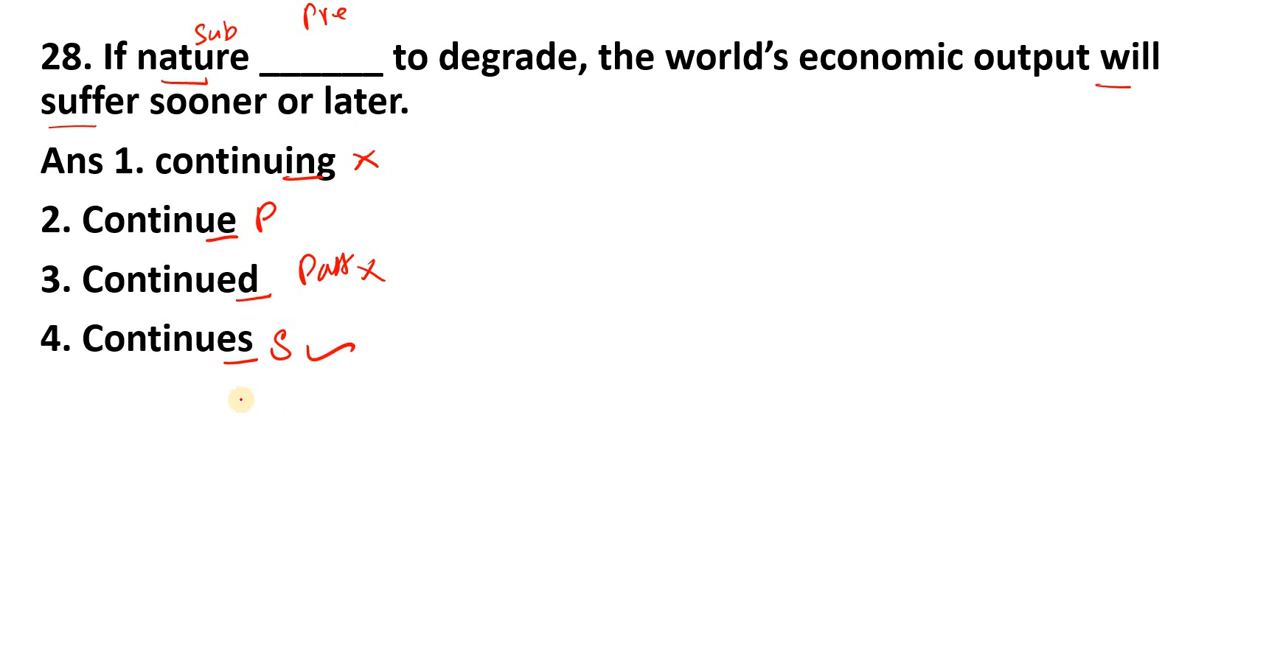 Sub Pre
28. If nature ______ to degrade, the world’s economic output will
suffer sooner or later.
Ans 1. continuing x
2. Continue P
3. Continued Past x
4. Continues S ✓